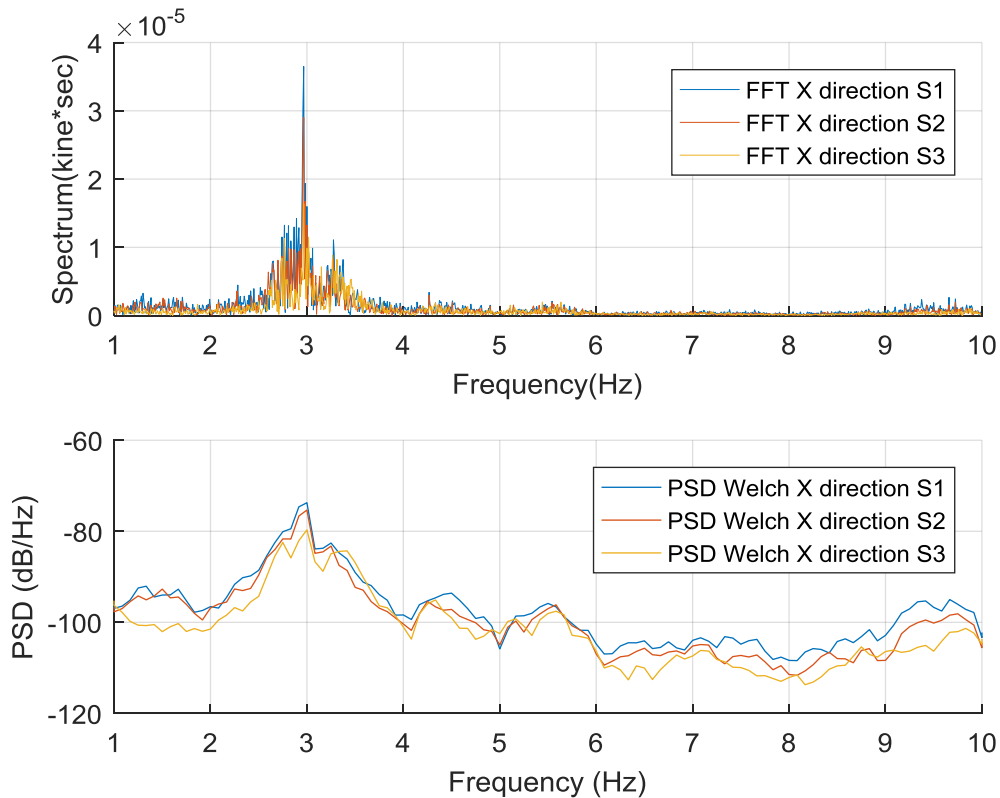 ×10⁻⁵
4
3
2
1
0
Spectrum(kine*sec)
FFT X direction S1
FFT X direction S2
FFT X direction S3
1 2 3 4 5 6 7 8 9 10
Frequency(Hz)
-60
-80
-100
-120
PSD (dB/Hz)
PSD Welch X direction S1
PSD Welch X direction S2
PSD Welch X direction S3
1 2 3 4 5 6 7 8 9 10
Frequency (Hz)